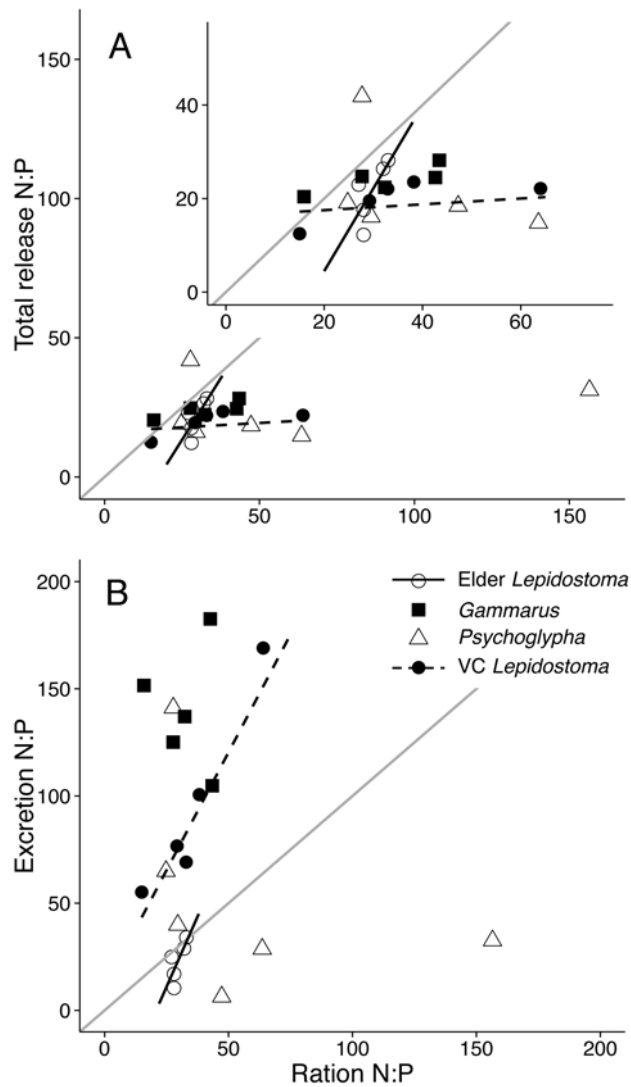 A
Total release N:P
150
100
50
0
40
20
0
0
20
40
60
0
50
100
150
B
Excretion N:P
200
150
100
50
0
Elder Lepidostoma
Gammarus
Psychoglypha
VC Lepidostoma
0
50
100
150
200
Ration N:P